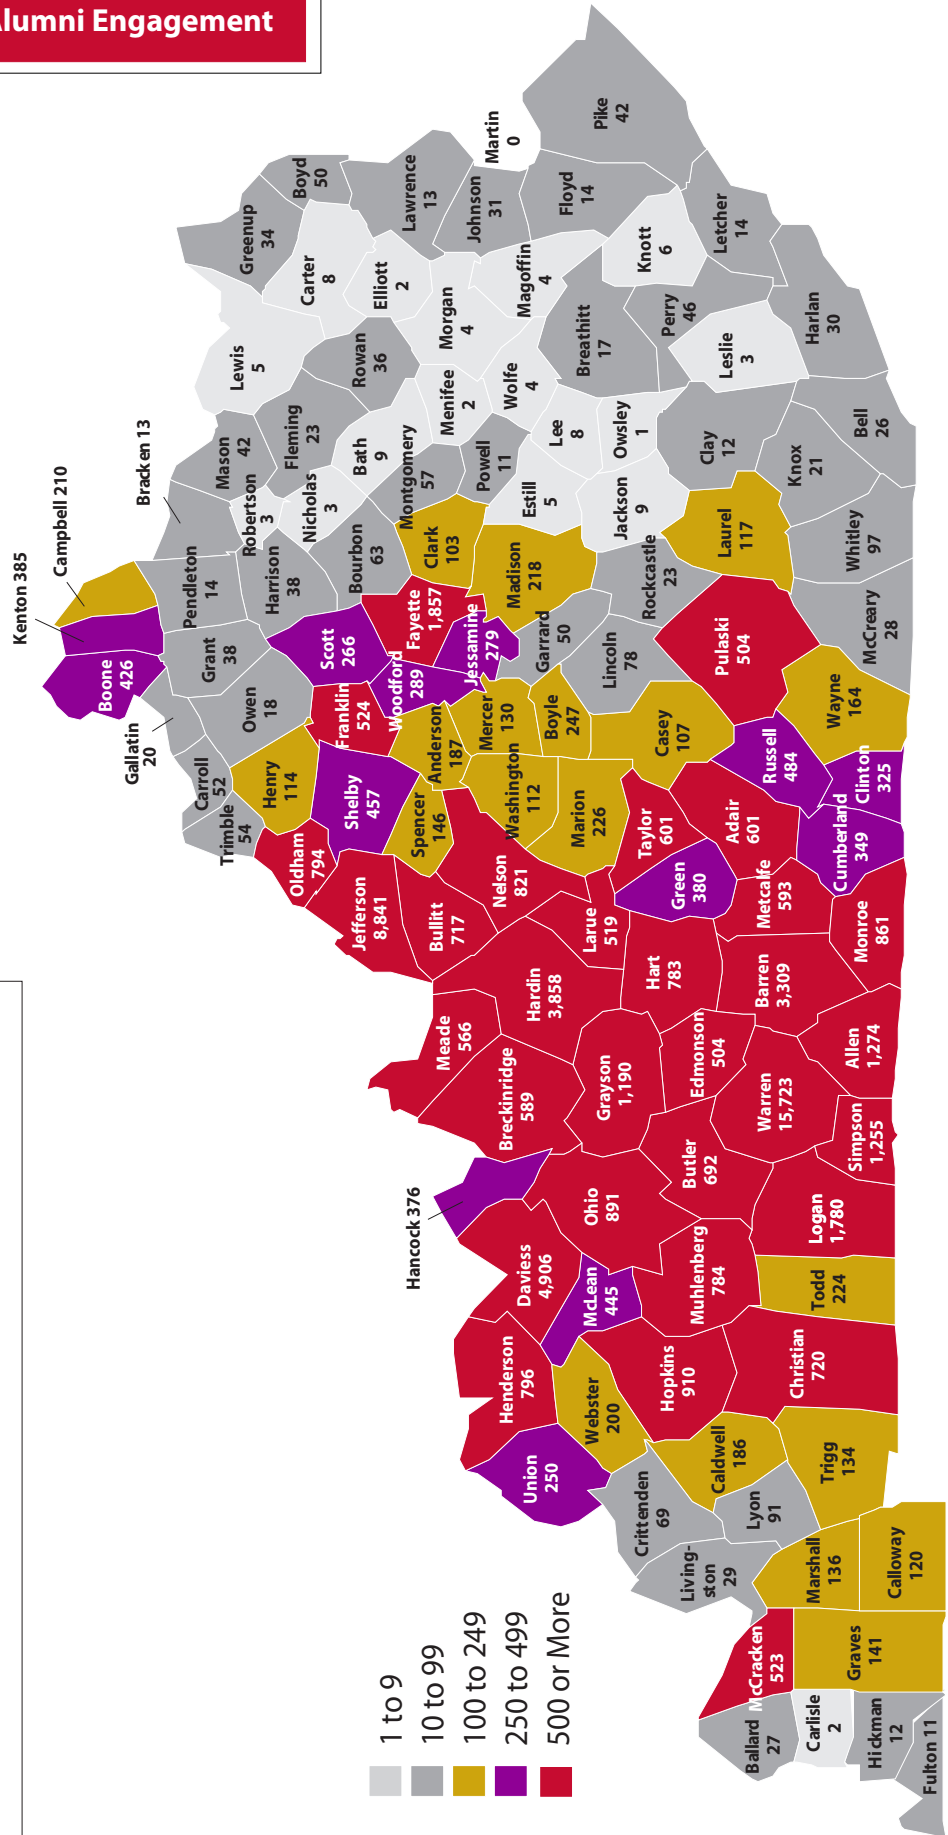 Alumni Engagement
Kenton 385
Campbell 210
Bracken 13
Boone
426
Gallatin
20
Carroll
52
Trimble
54
Pendleton
14
Grant
38
Owen
18
Henry
114
Oldham
794
Mason
42
Robertson
3
Lewis
5
Greenup
34
Boyd
50
Carter
8
Elliott
2
Lawrence
13
Martin
0
Johnson
31
Rowan
36
Fleming
23
Nicholas
3
Harrison
38
Bath
9
Montgomery
57
Bourbon
63
Scott
266
Franklin
524
Shelby
457
Jefferson
8,841
Spencer
146
Anderson
187
Woodford
289
Fayette
1,857
Jessamine
279
Clark
103
Powell
11
Menifee
2
Morgan
4
Magoffin
4
Floyd
14
Pike
42
Wolfe
4
Lee
8
Estill
5
Madison
218
Garrard
50
Mercer
130
Boyle
247
Washington
112
Marion
226
Nelson
821
Bullitt
717
Hardin
3,858
Larue
519
Meade
566
Breckinridge
589
Hancock 376
Breathitt
17
Knott
6
Letcher
14
Perry
46
Leslie
3
Harlan
30
Owsley
1
Jackson
9
Clay
12
Knox
21
Bell
26
Whitley
97
Laurel
117
Rockcastle
23
Lincoln
78
Casey
107
Pulaski
504
McCreary
28
Wayne
164
Russell
484
Clinton
325
Cumberland
349
Adair
601
Taylor
601
Green
380
Metcalfe
593
Monroe
861
Hart
783
Barren
3,309
Allen
1,274
Edmonson
504
Warren
15,723
Simpson
1,255
Grayson
1,190
Butler
692
Logan
1,780
Ohio
891
Daviess
4,906
McLean
445
Muhlenberg
784
Todd
224
Henderson
796
Webster
200
Hopkins
910
Christian
720
Union
250
Crittenden
69
Caldwell
186
Lyon
91
Trigg
134
Living-
ston
29
Marshall
136
Calloway
120
McCracken
523
Graves
141
Ballard
27
Carlisle
2
Hickman
12
Fulton 11
1 to 9
10 to 99
100 to 249
250 to 499
500 or More